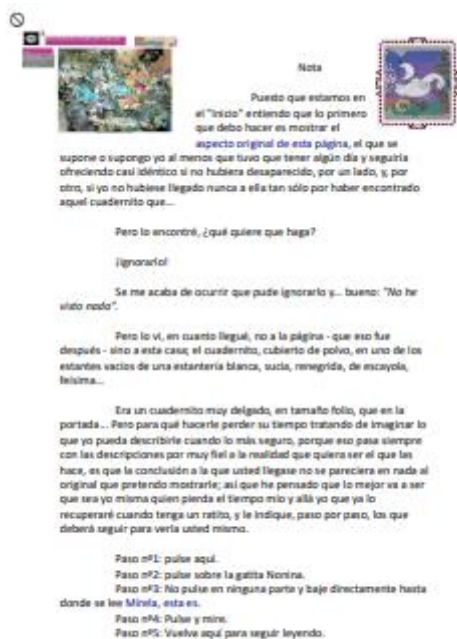 Nota
Puesto que estamos en
el "Inicio" entiendo que lo primero
que debo hacer es mostrar el
aspecto original de esta página, el que se
supone o supongo yo al menos que tuvo que tener algún día y seguiría
ofreciendo casi idéntico si no hubiera desaparecido, por un lado, y, por
otro, si yo no hubiese llegado nunca a ella tan sólo por haber encontrado
aquel cuadernito que...
Pero lo encontré, ¿qué quiere que haga?
¡Ignorarlo!
Se me acaba de ocurrir que pude ignorarlo y... bueno: "No he
visto nada".
Pero lo vi, en cuanto llegué, no a la página - que eso fue
después - sino a esta casa; el cuadernito, cubierto de polvo, en uno de los
estantes vacíos de una estantería blanca, sucia, renegrida, de escayola,
feísima...
Era un cuadernito muy delgado, en tamaño folio, que en la
portada... Pero para qué hacerle perder su tiempo tratando de imaginar lo
que yo pueda describirle cuando lo más seguro, porque eso pasa siempre
con las descripciones por muy fiel a la realidad que quiera ser el que las
hace, es que la conclusión a la que usted llegase no se pareciera en nada al
original que pretendo mostrarle; así que he pensado que lo mejor va a ser
que sea yo misma quien pierda el tiempo mío y allá yo que ya lo
recuperaré cuando tenga un ratito, y le indique, paso por paso, los que
deberá seguir para verla usted mismo.
Paso nº1: pulse aquí.
Paso nº2: pulse sobre la gatita Nonina.
Paso nº3: No pulse en ninguna parte y baje directamente hasta
donde se lee Mirela, esta es.
Paso nº4: Pulse y mire.
Paso nº5: Vuelva aquí para seguir leyendo.